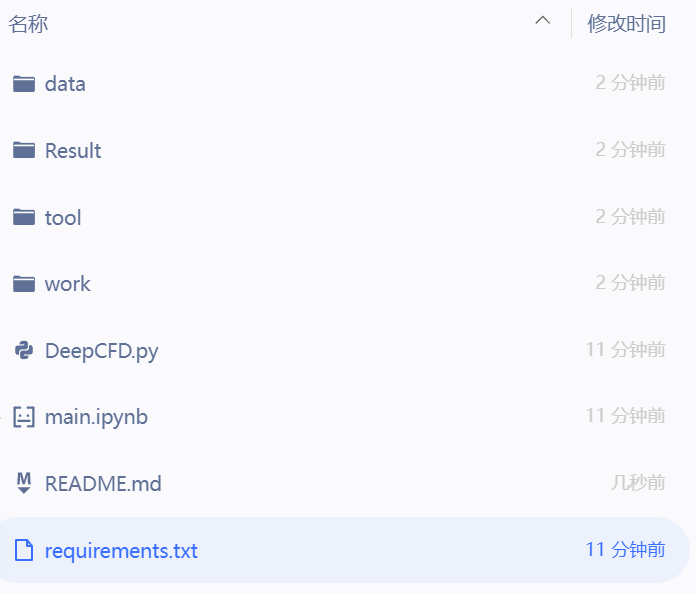 名称 修改时间
data 2 分钟前
Result 2 分钟前
tool 2 分钟前
work 2 分钟前
DeepCFD.py 11 分钟前
main.ipynb 11 分钟前
README.md 几秒前
requirements.txt 11 分钟前